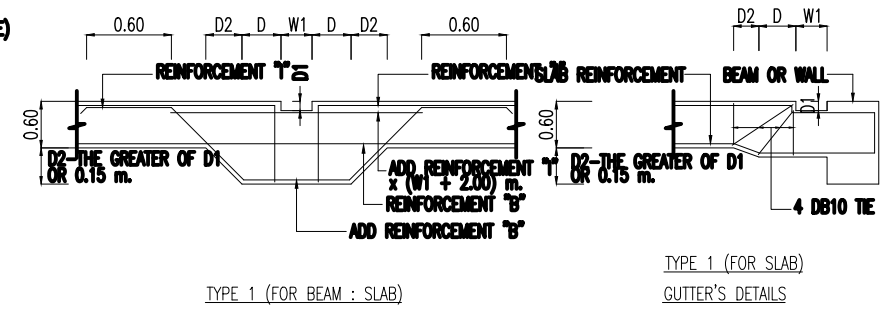 E)
0.60 D2 D W1 D D2 0.60
D2 D W1
REINFORCEMENT "T" D1
REINFORCEMENT
SLAB REINFORCEMENT
BEAM OR WALL
D1
0.60
0.60
D2-THE GREATER OF D1
OR 0.15 m.
ADD REINFORCEMENT "T"
x (W1 + 2.00) m.
REINFORCEMENT "B"
ADD REINFORCEMENT "B"
D2-THE GREATER OF D1
OR 0.15 m.
4 DB10 TIE
TYPE 1 (FOR BEAM : SLAB)
TYPE 1 (FOR SLAB)
GUTTER'S DETAILS